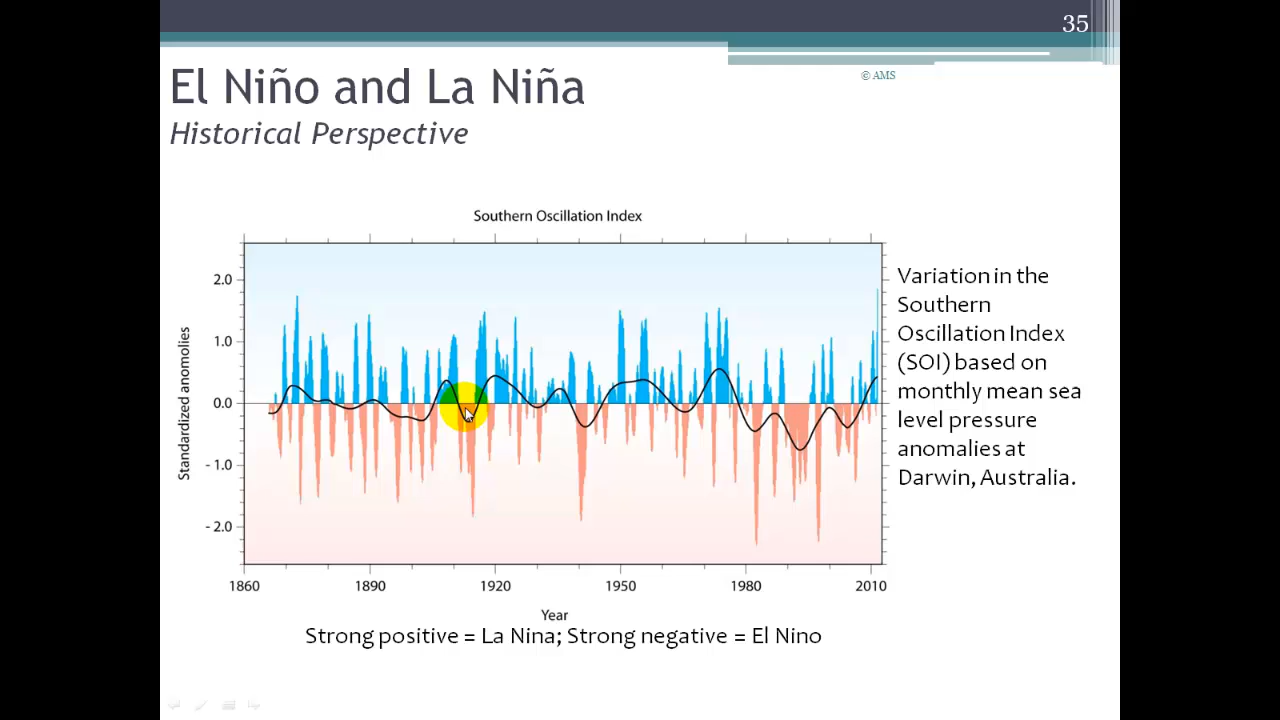 35
© AMS
El Niño and La Niña
Historical Perspective
Southern Oscillation Index
Standardized anomolies
2.0
1.0
0.0
- 1.0
- 2.0
1860 1890 1920 1950 1980 2010
Year
Variation in the
Southern
Oscillation Index
(SOI) based on
monthly mean sea
level pressure
anomalies at
Darwin, Australia.
Strong positive = La Nina; Strong negative = El Nino